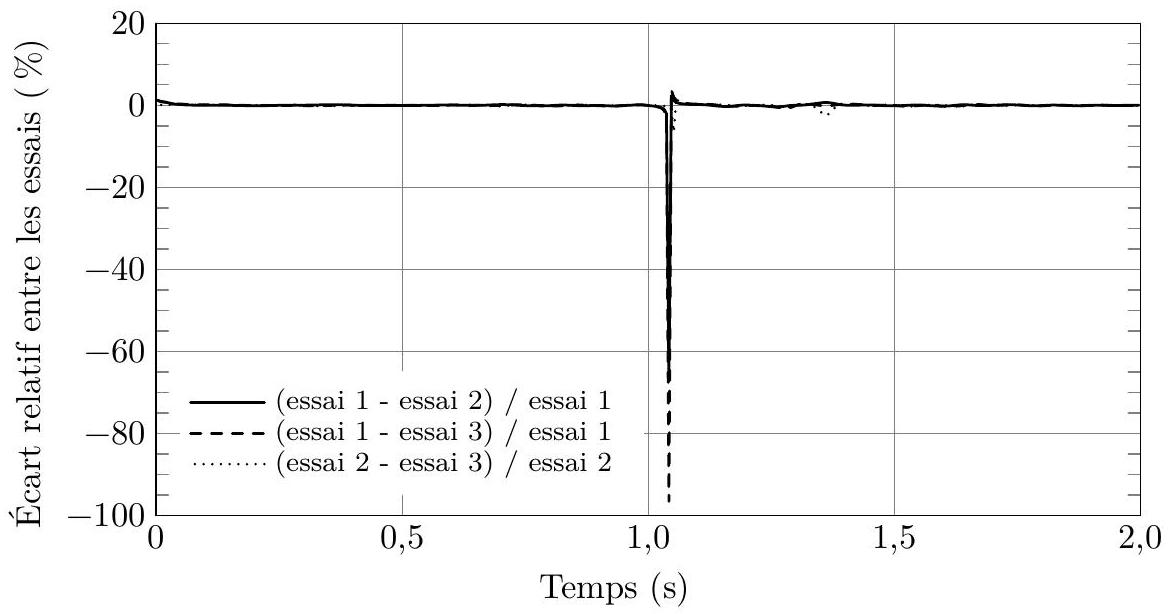 Écart relatif entre les essais ( %)
20
0
−20
−40
−60
−80
−100
(essai 1 - essai 2) / essai 1
(essai 1 - essai 3) / essai 1
(essai 2 - essai 3) / essai 2
0
0,5
1,0
1,5
2,0
Temps (s)